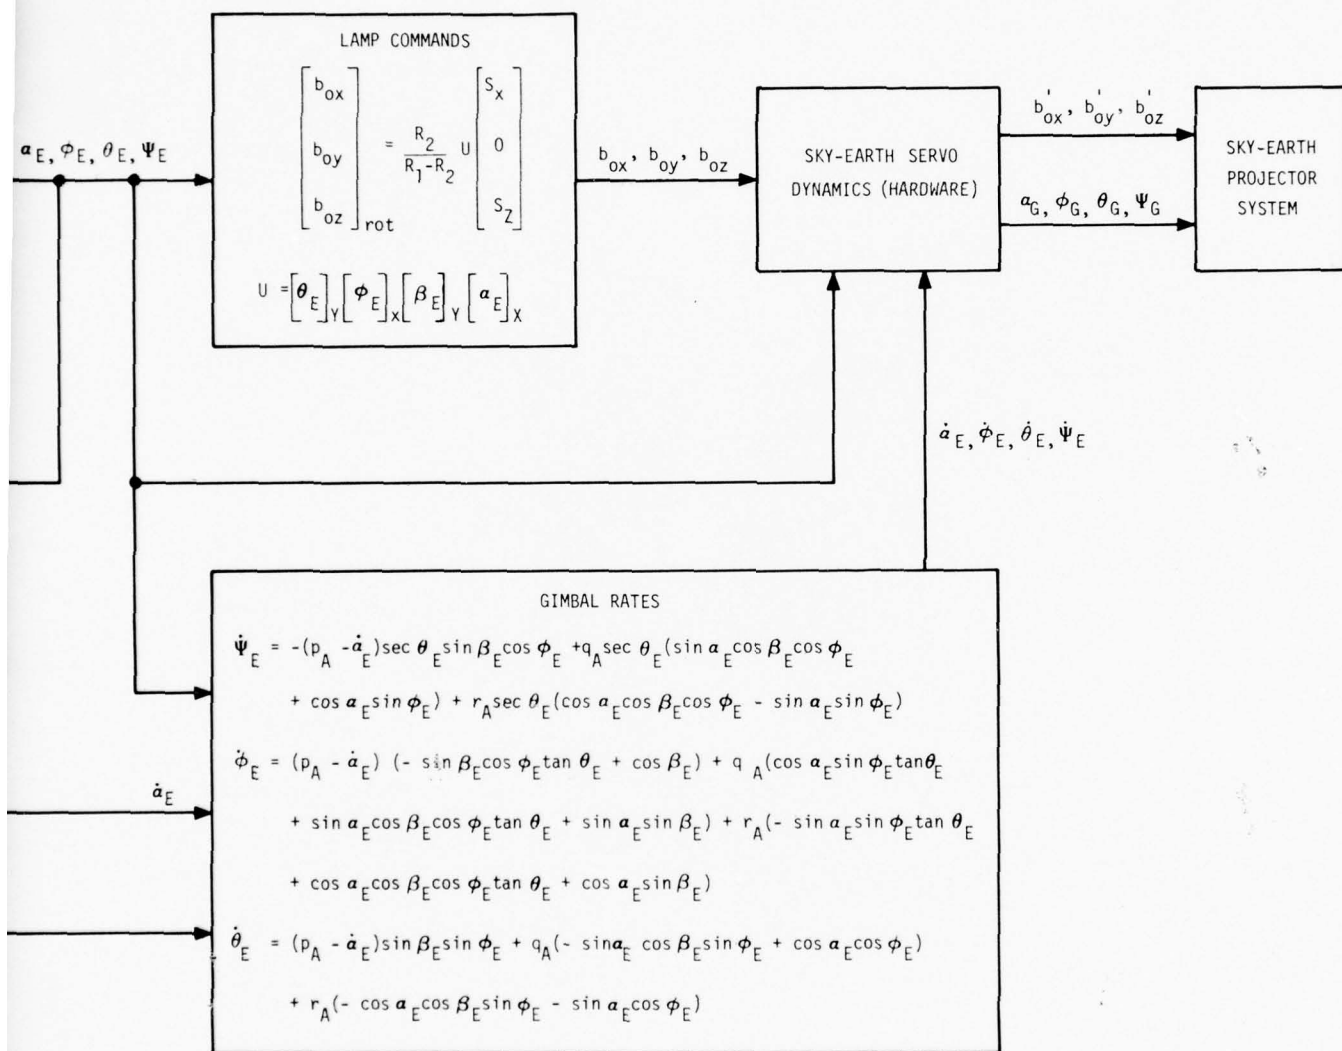 LAMP COMMANDS
[b_ox b_oy b_oz]_rot = R_2 / (R_1-R_2) U [S_x 0 S_Z]
U = [θ_E]_Y [ϕ_E]_x [β_E]_Y [α_E]_X
α_E, ϕ_E, θ_E, Ψ_E
b_ox, b_oy, b_oz
SKY-EARTH SERVO
DYNAMICS (HARDWARE)
b'_ox, b'_oy, b'_oz
α_G, ϕ_G, θ_G, Ψ_G
SKY-EARTH
PROJECTOR
SYSTEM
α̇_E, ϕ̇_E, θ̇_E, Ψ̇_E
GIMBAL RATES
Ψ̇_E = -(p_A - α̇_E)sec θ_E sin β_E cos ϕ_E + q_A sec θ_E (sin α_E cos β_E cos ϕ_E
+ cos α_E sin ϕ_E) + r_A sec θ_E (cos α_E cos β_E cos ϕ_E - sin α_E sin ϕ_E)
ϕ̇_E = (p_A - α̇_E) (- sin β_E cos ϕ_E tan θ_E + cos β_E) + q_A (cos α_E sin ϕ_E tan θ_E
+ sin α_E cos β_E cos ϕ_E tan θ_E + sin α_E sin β_E) + r_A (- sin α_E sin ϕ_E tan θ_E
+ cos α_E cos β_E cos ϕ_E tan θ_E + cos α_E sin β_E)
α̇_E
θ̇_E = (p_A - α̇_E) sin β_E sin ϕ_E + q_A (- sin α_E cos β_E sin ϕ_E + cos α_E cos ϕ_E)
+ r_A (- cos α_E cos β_E sin ϕ_E - sin α_E cos ϕ_E)